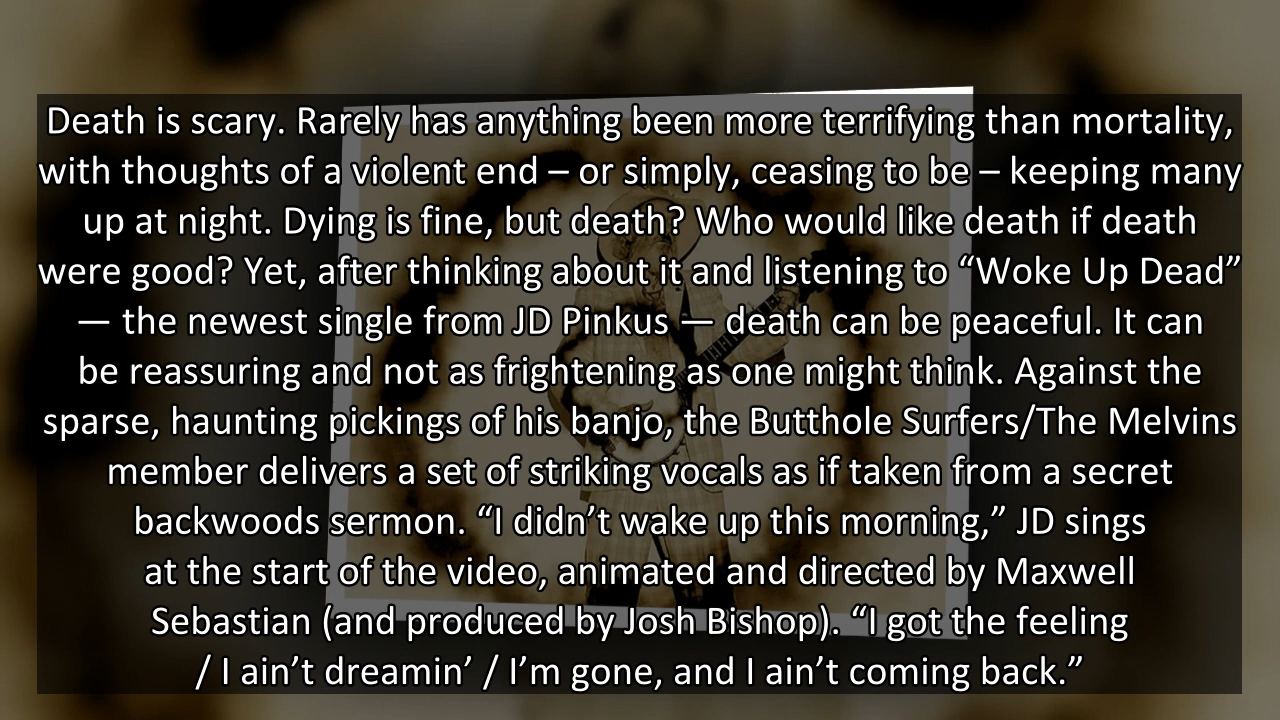 Death is scary. Rarely has anything been more terrifying than mortality,
with thoughts of a violent end – or simply, ceasing to be – keeping many
up at night. Dying is fine, but death? Who would like death if death
were good? Yet, after thinking about it and listening to “Woke Up Dead”
— the newest single from JD Pinkus — death can be peaceful. It can
be reassuring and not as frightening as one might think. Against the
sparse, haunting pickings of his banjo, the Butthole Surfers/The Melvins
member delivers a set of striking vocals as if taken from a secret
backwoods sermon. “I didn’t wake up this morning,” JD sings
at the start of the video, animated and directed by Maxwell
Sebastian (and produced by Josh Bishop). “I got the feeling
/ I ain’t dreamin’ / I’m gone, and I ain’t coming back.”